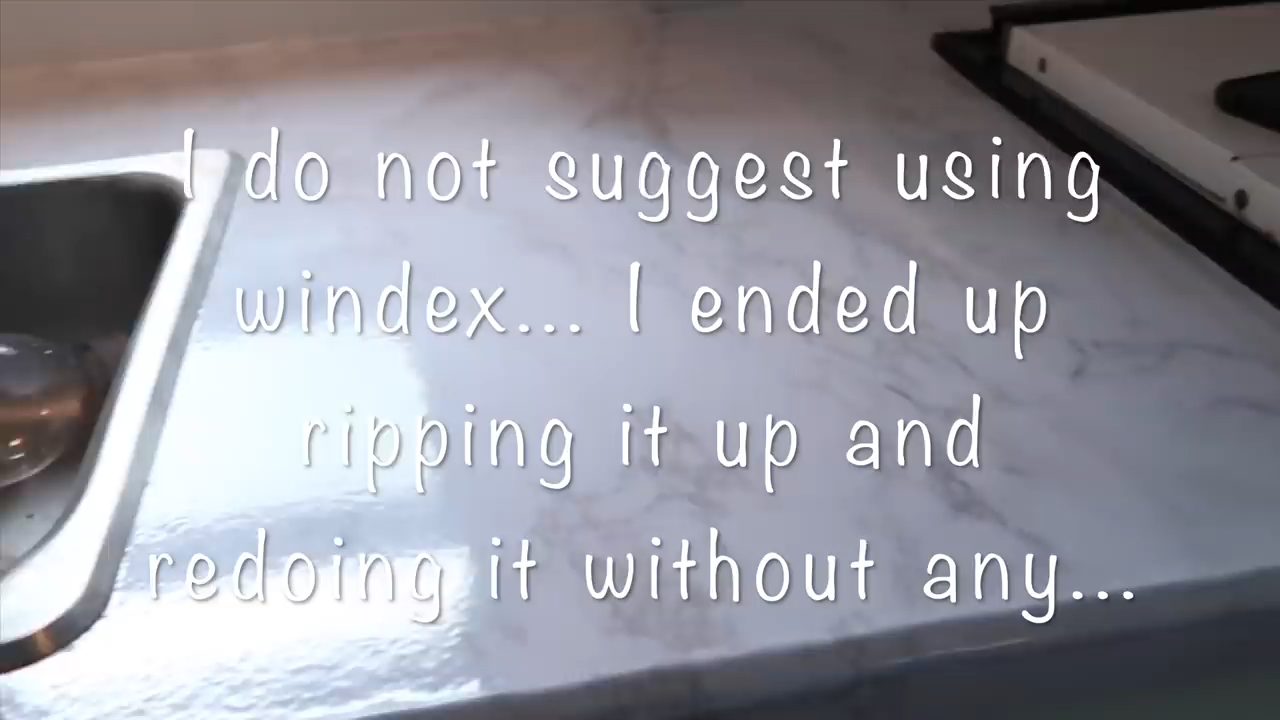 I do not suggest using
windex... I ended up
ripping it up and
redoing it without any...